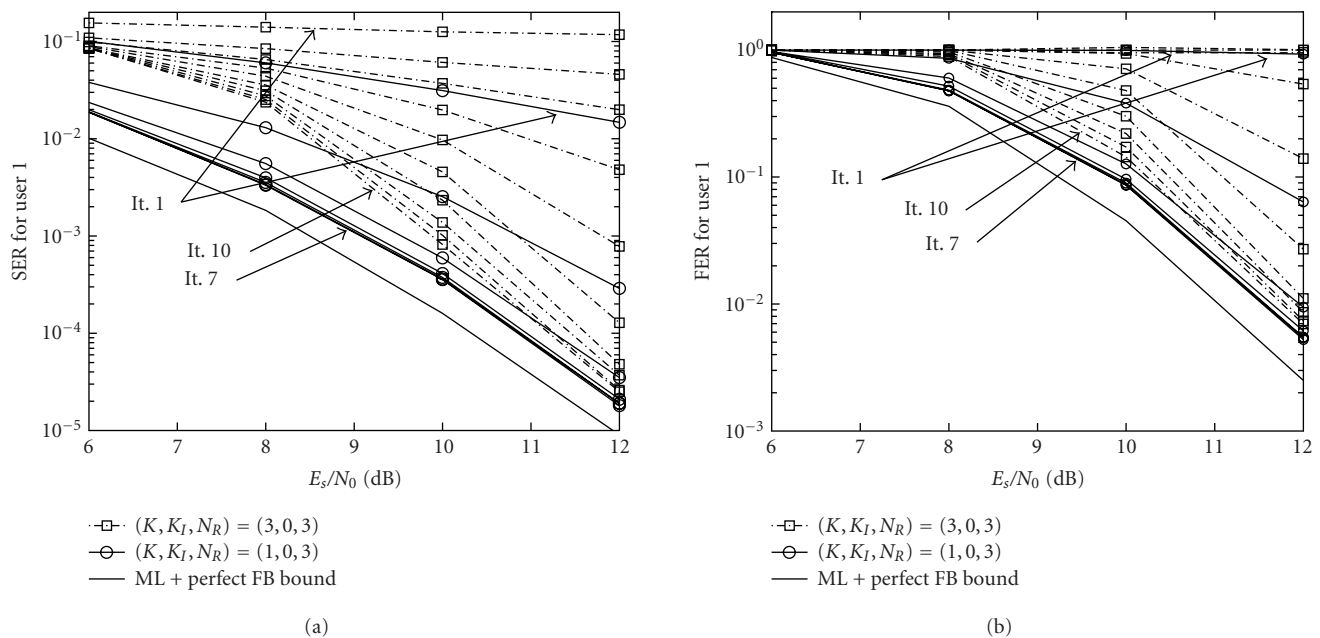 10⁻¹
10⁻²
10⁻³
10⁻⁴
10⁻⁵
SER for user 1
It. 1
It. 10
It. 7
6 7 8 9 10 11 12
E_s/N_0 (dB)
(K, K_I, N_R) = (3, 0, 3)
(K, K_I, N_R) = (1, 0, 3)
ML + perfect FB bound
(a)
10⁰
10⁻¹
10⁻²
10⁻³
FER for user 1
It. 1
It. 10
It. 7
6 7 8 9 10 11 12
E_s/N_0 (dB)
(K, K_I, N_R) = (3, 0, 3)
(K, K_I, N_R) = (1, 0, 3)
ML + perfect FB bound
(b)